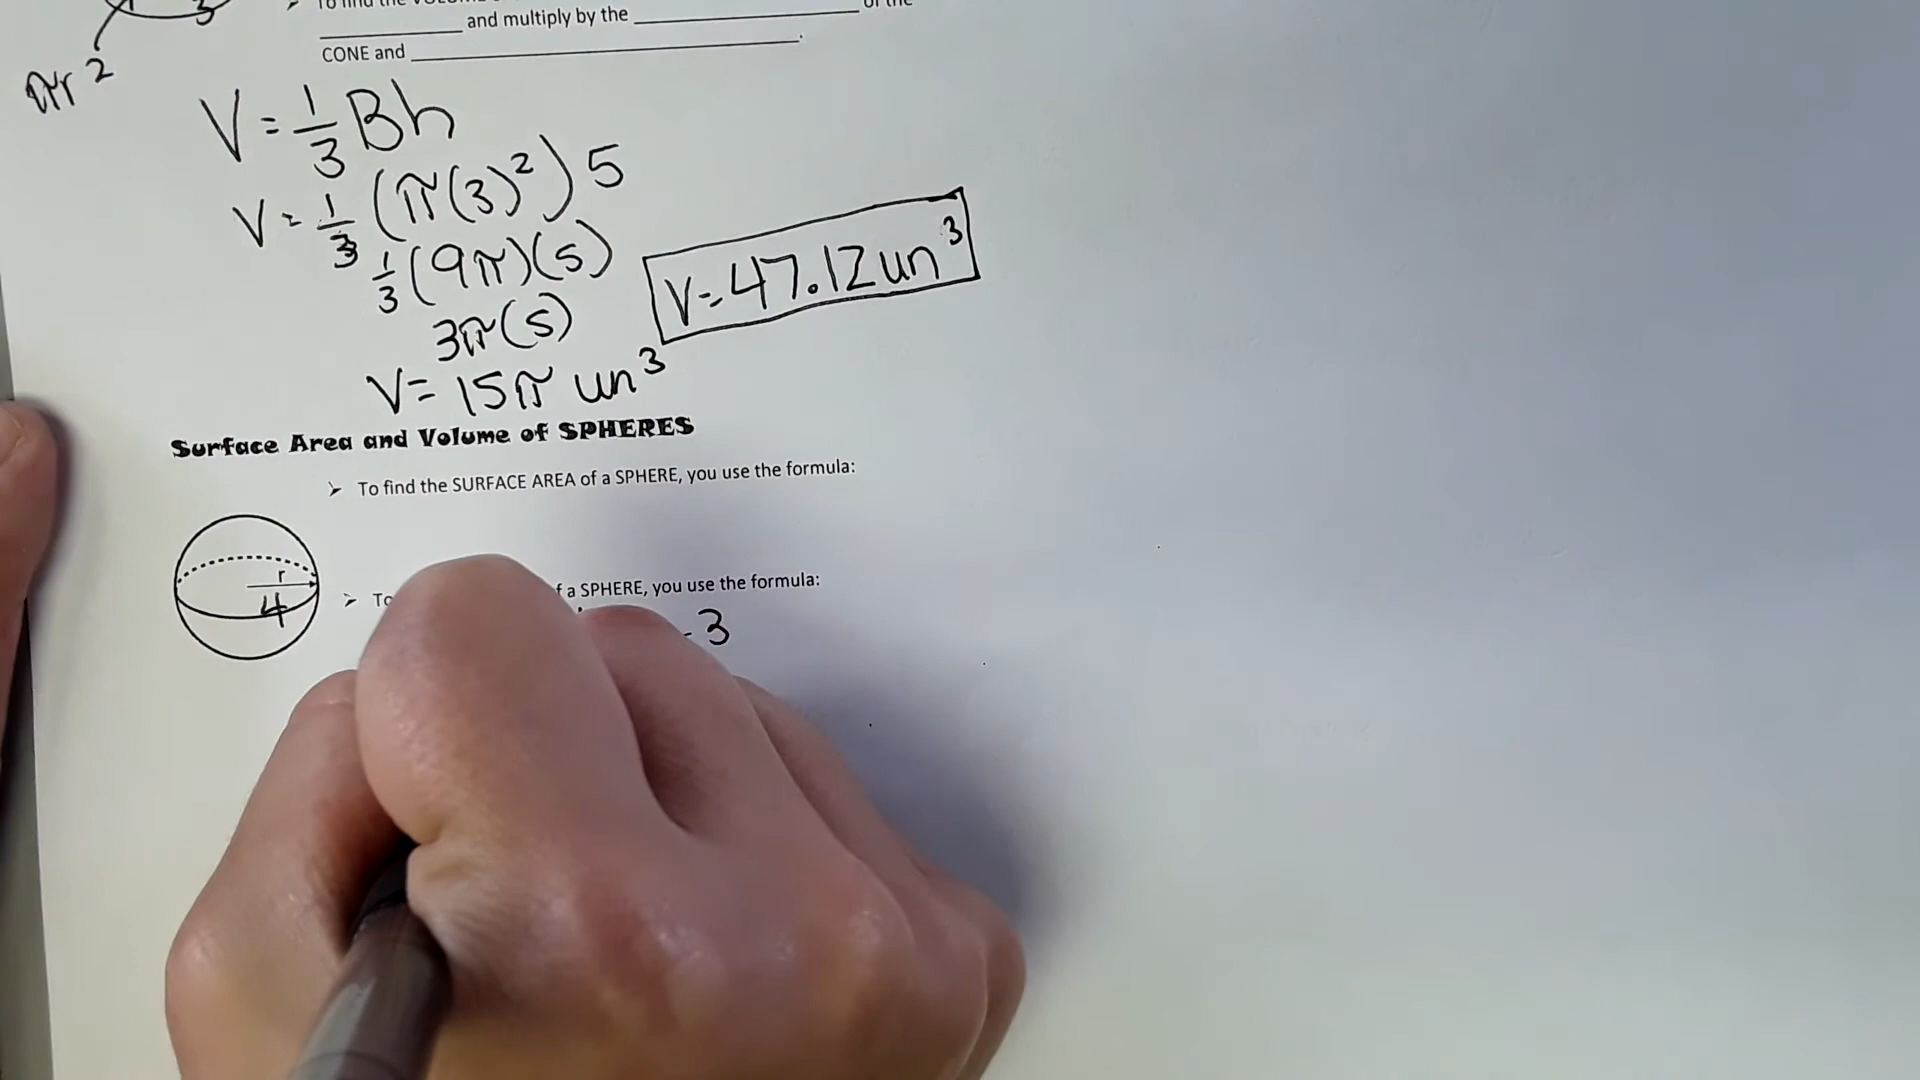 3
and multiply by the
CONE and .
πr²
V = 1/3 Bh
V = 1/3 (π(3)²) 5
1/3 (9π)(5)
3π(5)
V = 15π un³
V = 47.12 un³
Surface Area and Volume of SPHERES
➢ To find the SURFACE AREA of a SPHERE, you use the formula:
r
4
➢ a SPHERE, you use the formula:
3